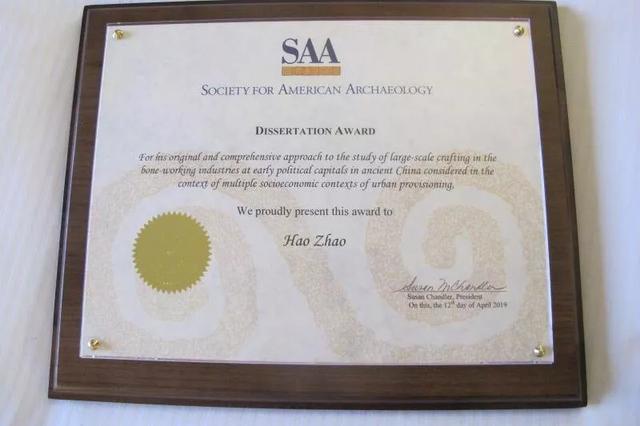 SAA
SOCIETY FOR AMERICAN ARCHAEOLOGY
DISSERTATION AWARD
For his original and comprehensive approach to the study of large-scale crafting in the
bone-working industries at early political capitals in ancient China considered in the
context of multiple socioeconomic contexts of urban provisioning,
We proudly present this award to
Hao Zhao
Susan M Chandler
Susan Chandler, President
On this, the 12th day of April 2019